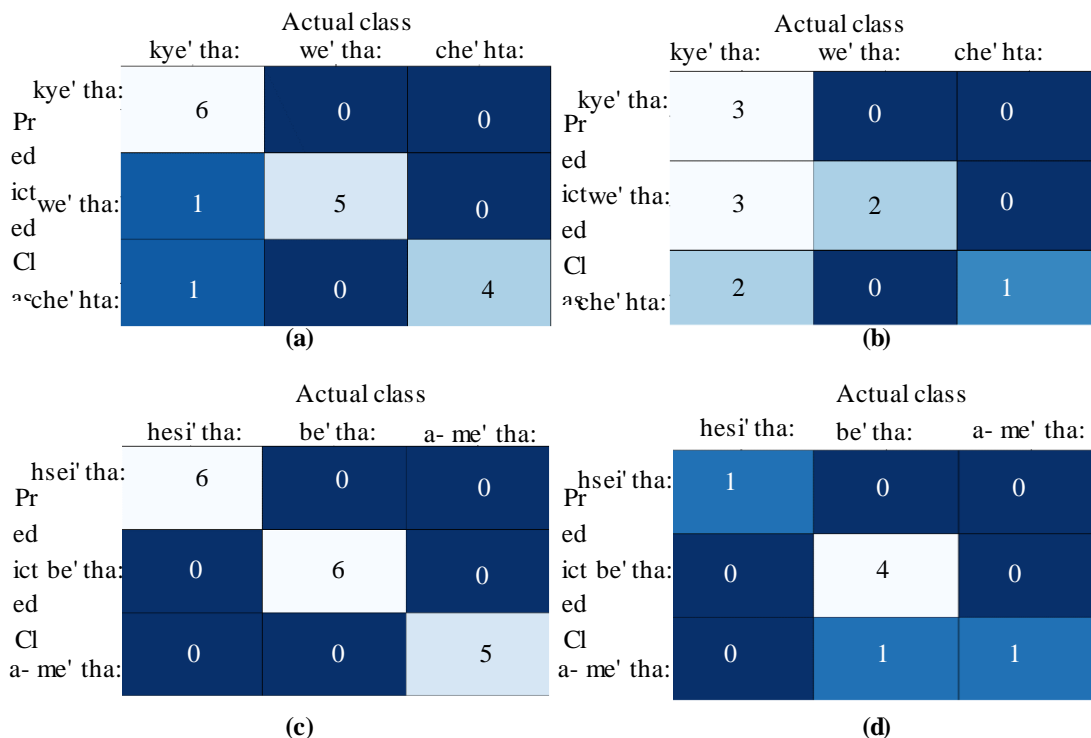 Actual class
kye' tha: we' tha: che' hta:
kye' tha: 6 0 0
Pr
ed
ict we' tha: 1 5 0
ed
Cl
as che' hta: 1 0 4
(a)
Actual class
kye' tha: we' tha: che' hta:
kye' tha: 3 0 0
Pr
ed
ict we' tha: 3 2 0
ed
Cl
as che' hta: 2 0 1
(b)
Actual class
hesi' tha: be' tha: a- me' tha:
hsei' tha: 6 0 0
Pr
ed
ict be' tha: 0 6 0
ed
Cl
a- me' tha: 0 0 5
(c)
Actual class
hesi' tha: be' tha: a- me' tha:
hsei' tha: 1 0 0
Pr
ed
ict be' tha: 0 4 0
ed
Cl
a- me' tha: 0 1 1
(d)